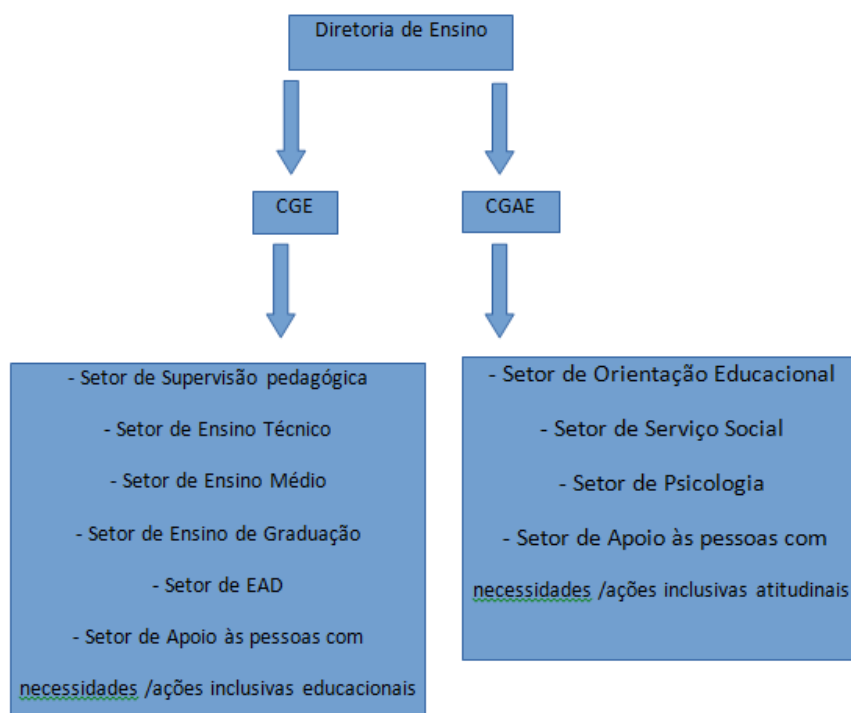 Diretoria de Ensino
CGE
CGAE
- Setor de Supervisão pedagógica
- Setor de Ensino Técnico
- Setor de Ensino Médio
- Setor de Ensino de Graduação
- Setor de EAD
- Setor de Apoio às pessoas com
necessidades /ações inclusivas educacionais
- Setor de Orientação Educacional
- Setor de Serviço Social
- Setor de Psicologia
- Setor de Apoio às pessoas com
necessidades /ações inclusivas atitudinais